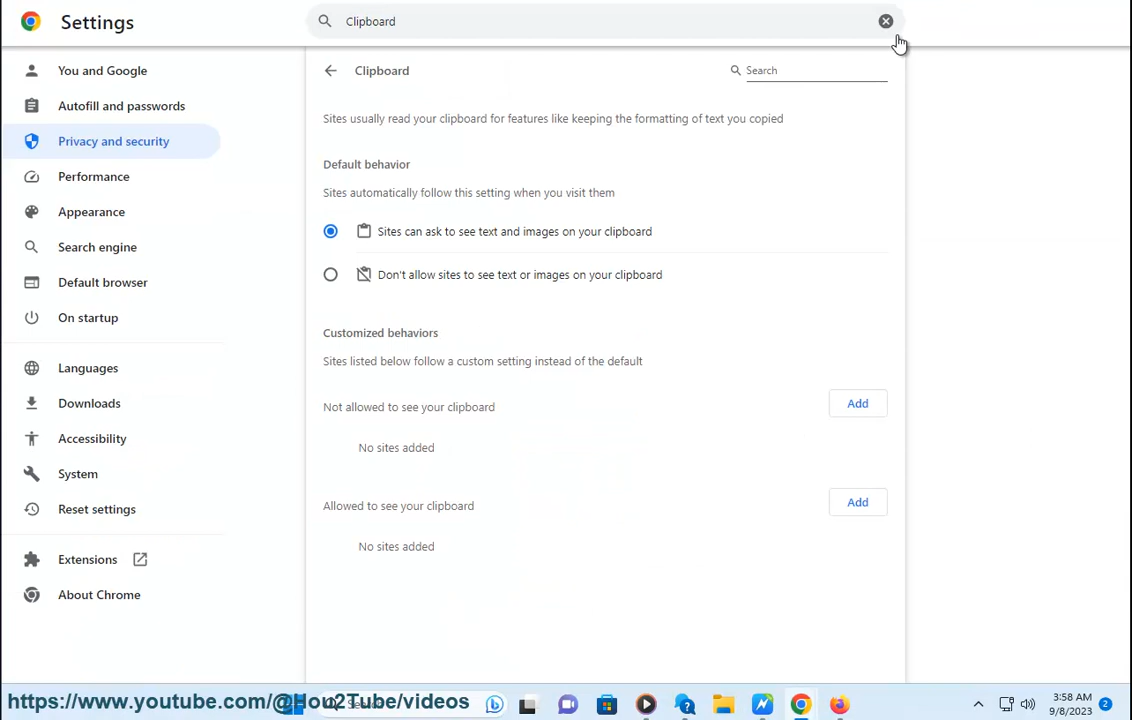 Settings
Clipboard
You and Google
Autofill and passwords
Privacy and security
Performance
Appearance
Search engine
Default browser
On startup
Languages
Downloads
Accessibility
System
Reset settings
Extensions
About Chrome
Clipboard
Search
Sites usually read your clipboard for features like keeping the formatting of text you copied
Default behavior
Sites automatically follow this setting when you visit them
Sites can ask to see text and images on your clipboard
Don't allow sites to see text or images on your clipboard
Customized behaviors
Sites listed below follow a custom setting instead of the default
Not allowed to see your clipboard
Add
No sites added
Allowed to see your clipboard
Add
No sites added
https://www.youtube.com/@Hou2Tube/videos
3:58 AM
9/8/2023
2